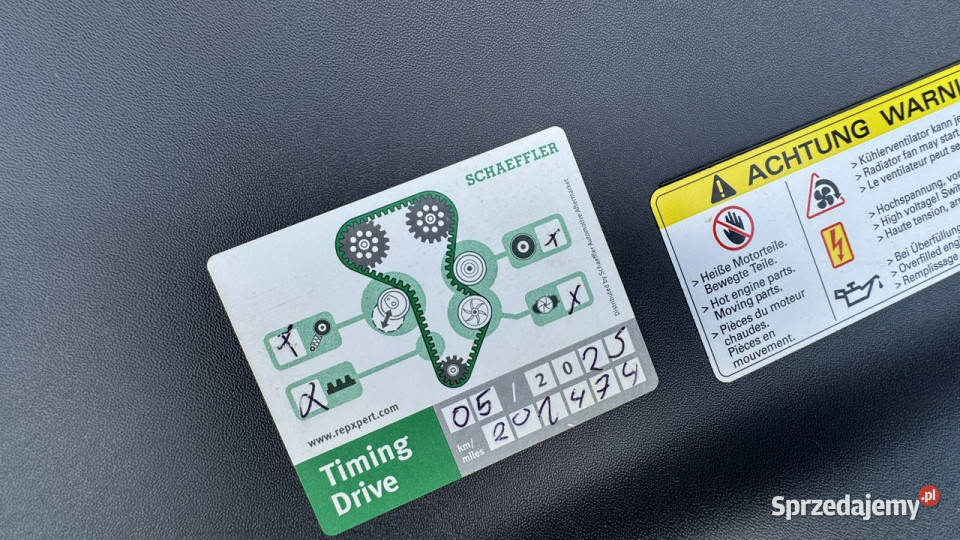 SCHAEFFLER
Distributed by Schaeffler Automotive Aftermarket
x
x
x
x
www.repxpert.com
05 / 2025
km/
miles
201474
Timing
Drive
ACHTUNG WARNI
> Kühlerventilator kann je
> Radiator fan may start
> Le ventilateur peut se
> Heiße Motorteile.
Bewegte Teile.
> Hot engine parts.
Moving parts.
> Pièces du moteur
chaudes.
Pièces en
mouvement.
> Hochspannung, vor
> High voltage! Swit
> Haute tension, arr
> Bei Überfüllung
> Overfilled engi
> Remplissage
Sprzedajemy.pl